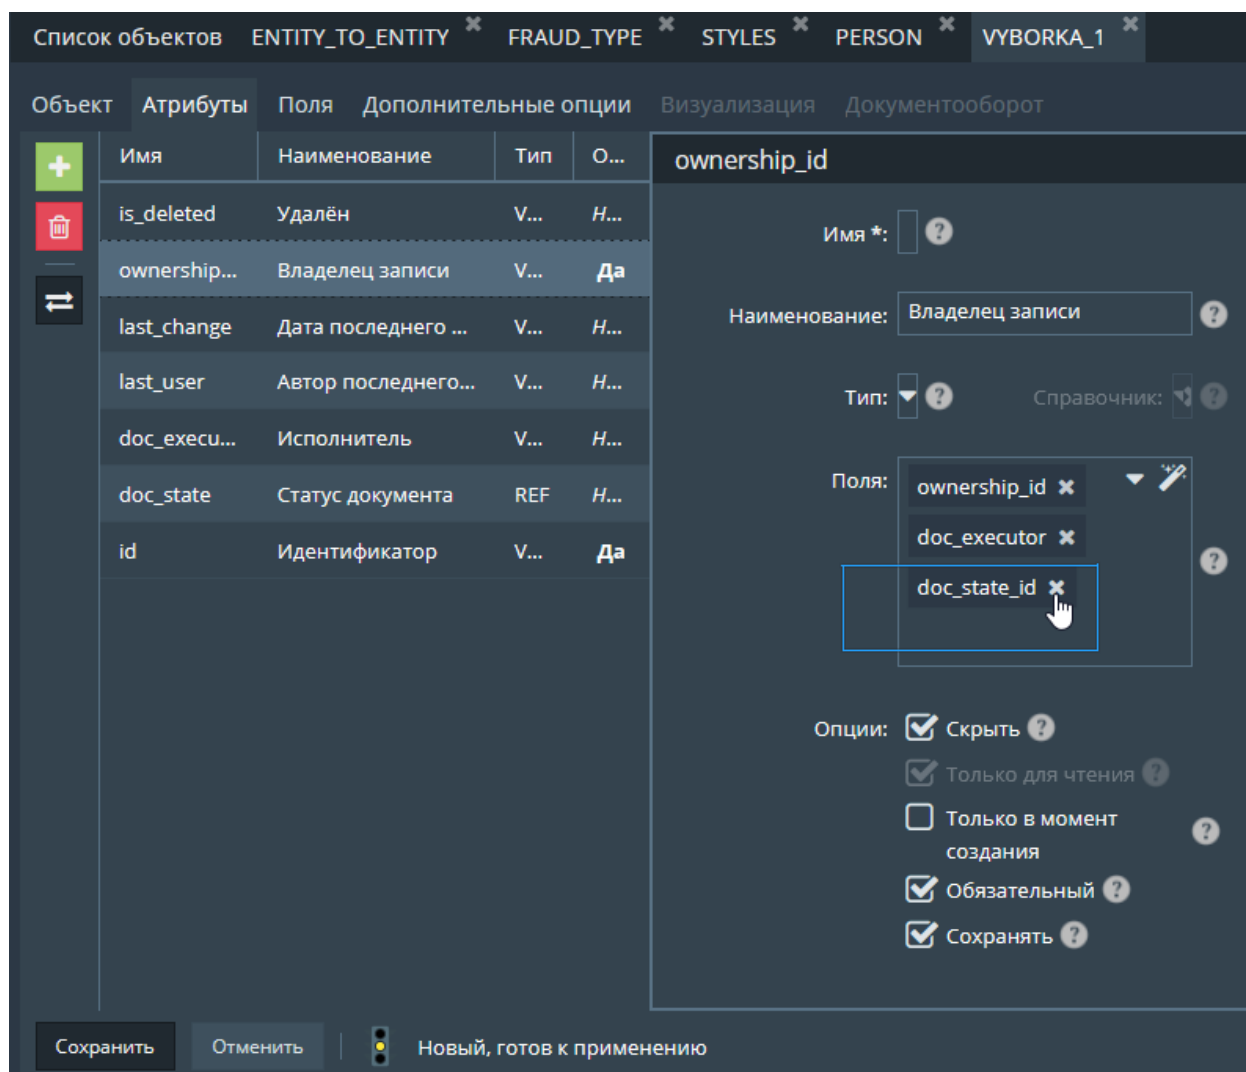 Список объектов ENTITY_TO_ENTITY FRAUD_TYPE STYLES PERSON VYBORKA_1
Объект Атрибуты Поля Дополнительные опции Визуализация Документооборот
Имя Наименование Тип О... ownership_id
is_deleted Удалён V... Н...
Имя *:
ownership... Владелец записи V... Да
last_change Дата последнего ... V... Н...
Наименование: Владелец записи
last_user Автор последнего... V... Н...
Тип: Справочник:
doc_execu... Исполнитель V... Н...
doc_state Статус документа REF Н...
Поля: ownership_id
id Идентификатор V... Да
doc_executor
doc_state_id
Опции: Скрыть
Только для чтения
Только в момент
создания
Обязательный
Сохранять
Сохранить Отменить Новый, готов к применению